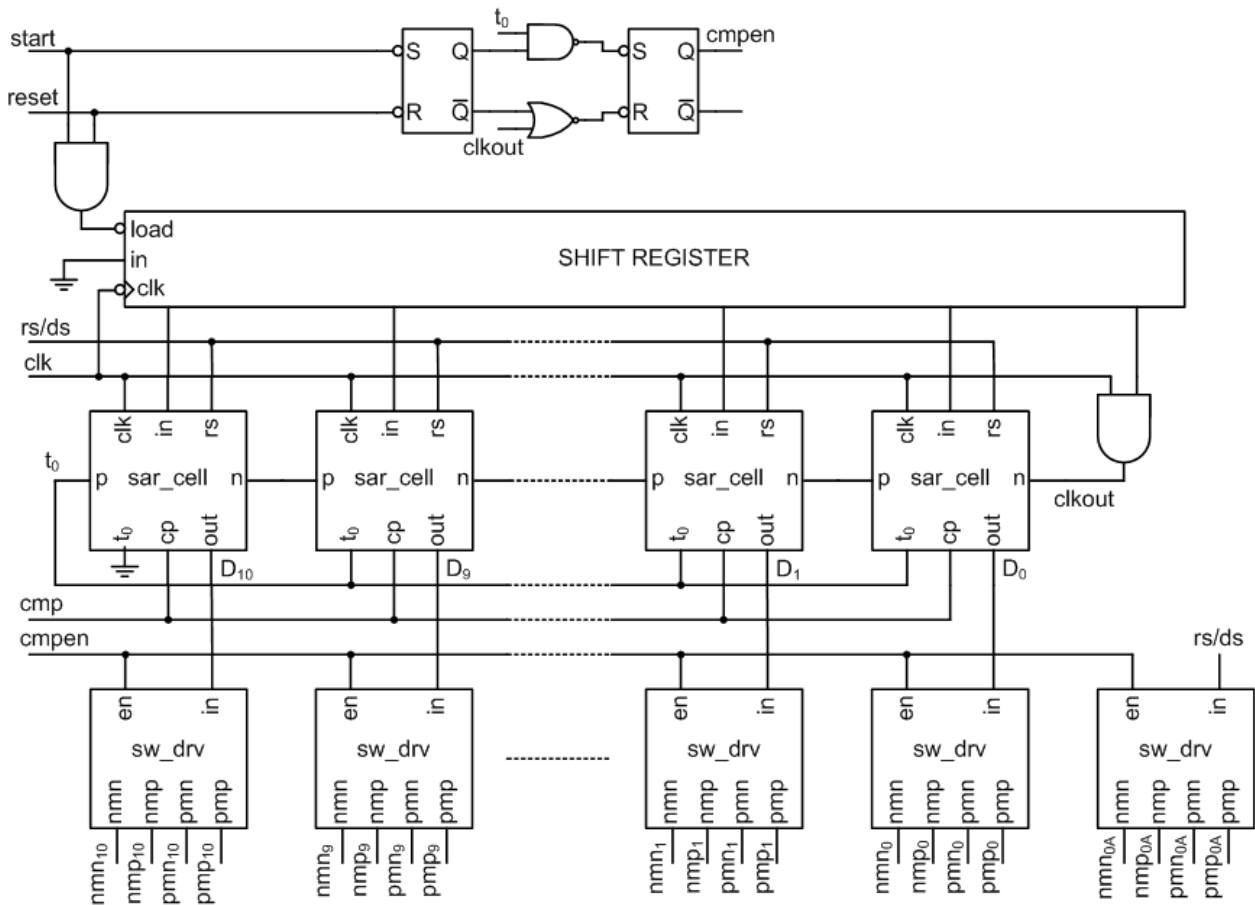 start
t0
S Q
cmpen
S Q
reset
R Q̅
clkout
R Q̅
load
in
clk
SHIFT REGISTER
rs/ds
clk
clk in rs
clk in rs
clk in rs
clk in rs
t0
p sar_cell n
p sar_cell n
p sar_cell n
p sar_cell n
clkout
t0 cp out
t0 cp out
t0 cp out
t0 cp out
D10
D9
D1
D0
cmp
cmpen
rs/ds
en in
en in
en in
en in
en in
sw_drv
sw_drv
sw_drv
sw_drv
sw_drv
nmn nmp pmn pmp
nmn nmp pmn pmp
nmn nmp pmn pmp
nmn nmp pmn pmp
nmn nmp pmn pmp
nmn10 nmp10 pmn10 pmp10
nmn9 nmp9 pmn9 pmp9
nmn1 nmp1 pmn1 pmp1
nmn0 nmp0 pmn0 pmp0
nmn0A nmp0A pmn0A pmp0A